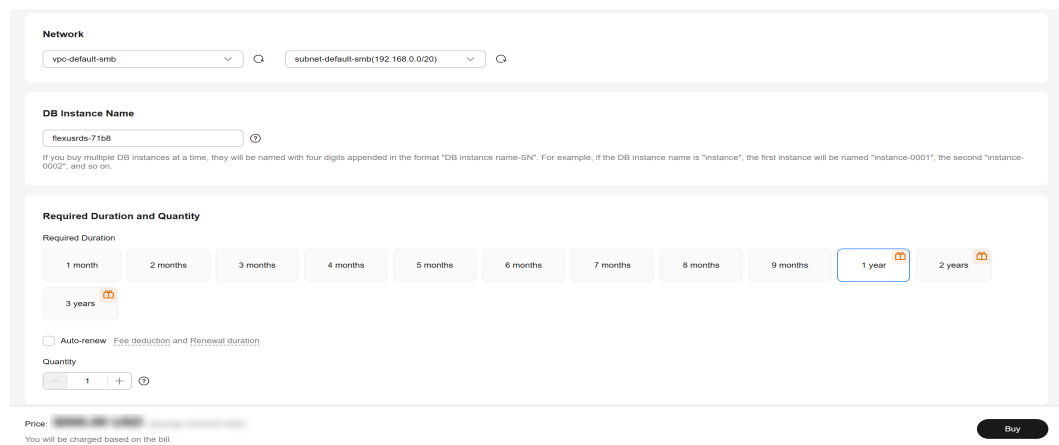 Network
vpc-default-smb subnet-default-smb(192.168.0.0/20)
DB Instance Name
flexusrds-71b8
If you buy multiple DB instances at a time, they will be named with four digits appended in the format "DB instance name-SN". For example, if the DB instance name is "instance", the first instance will be named "instance-0001", the second "instance-
0002", and so on.
Required Duration and Quantity
Required Duration
1 month 2 months 3 months 4 months 5 months 6 months 7 months 8 months 9 months 1 year 2 years
3 years
Auto-renew Fee deduction and Renewal duration
Quantity
1
Price:
You will be charged based on the bill.
Buy